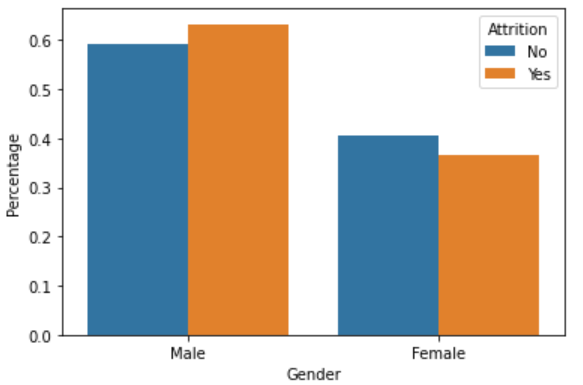 Attrition
No
Yes
0.6
0.5
0.4
0.3
0.2
0.1
0.0
Percentage
Male Female
Gender